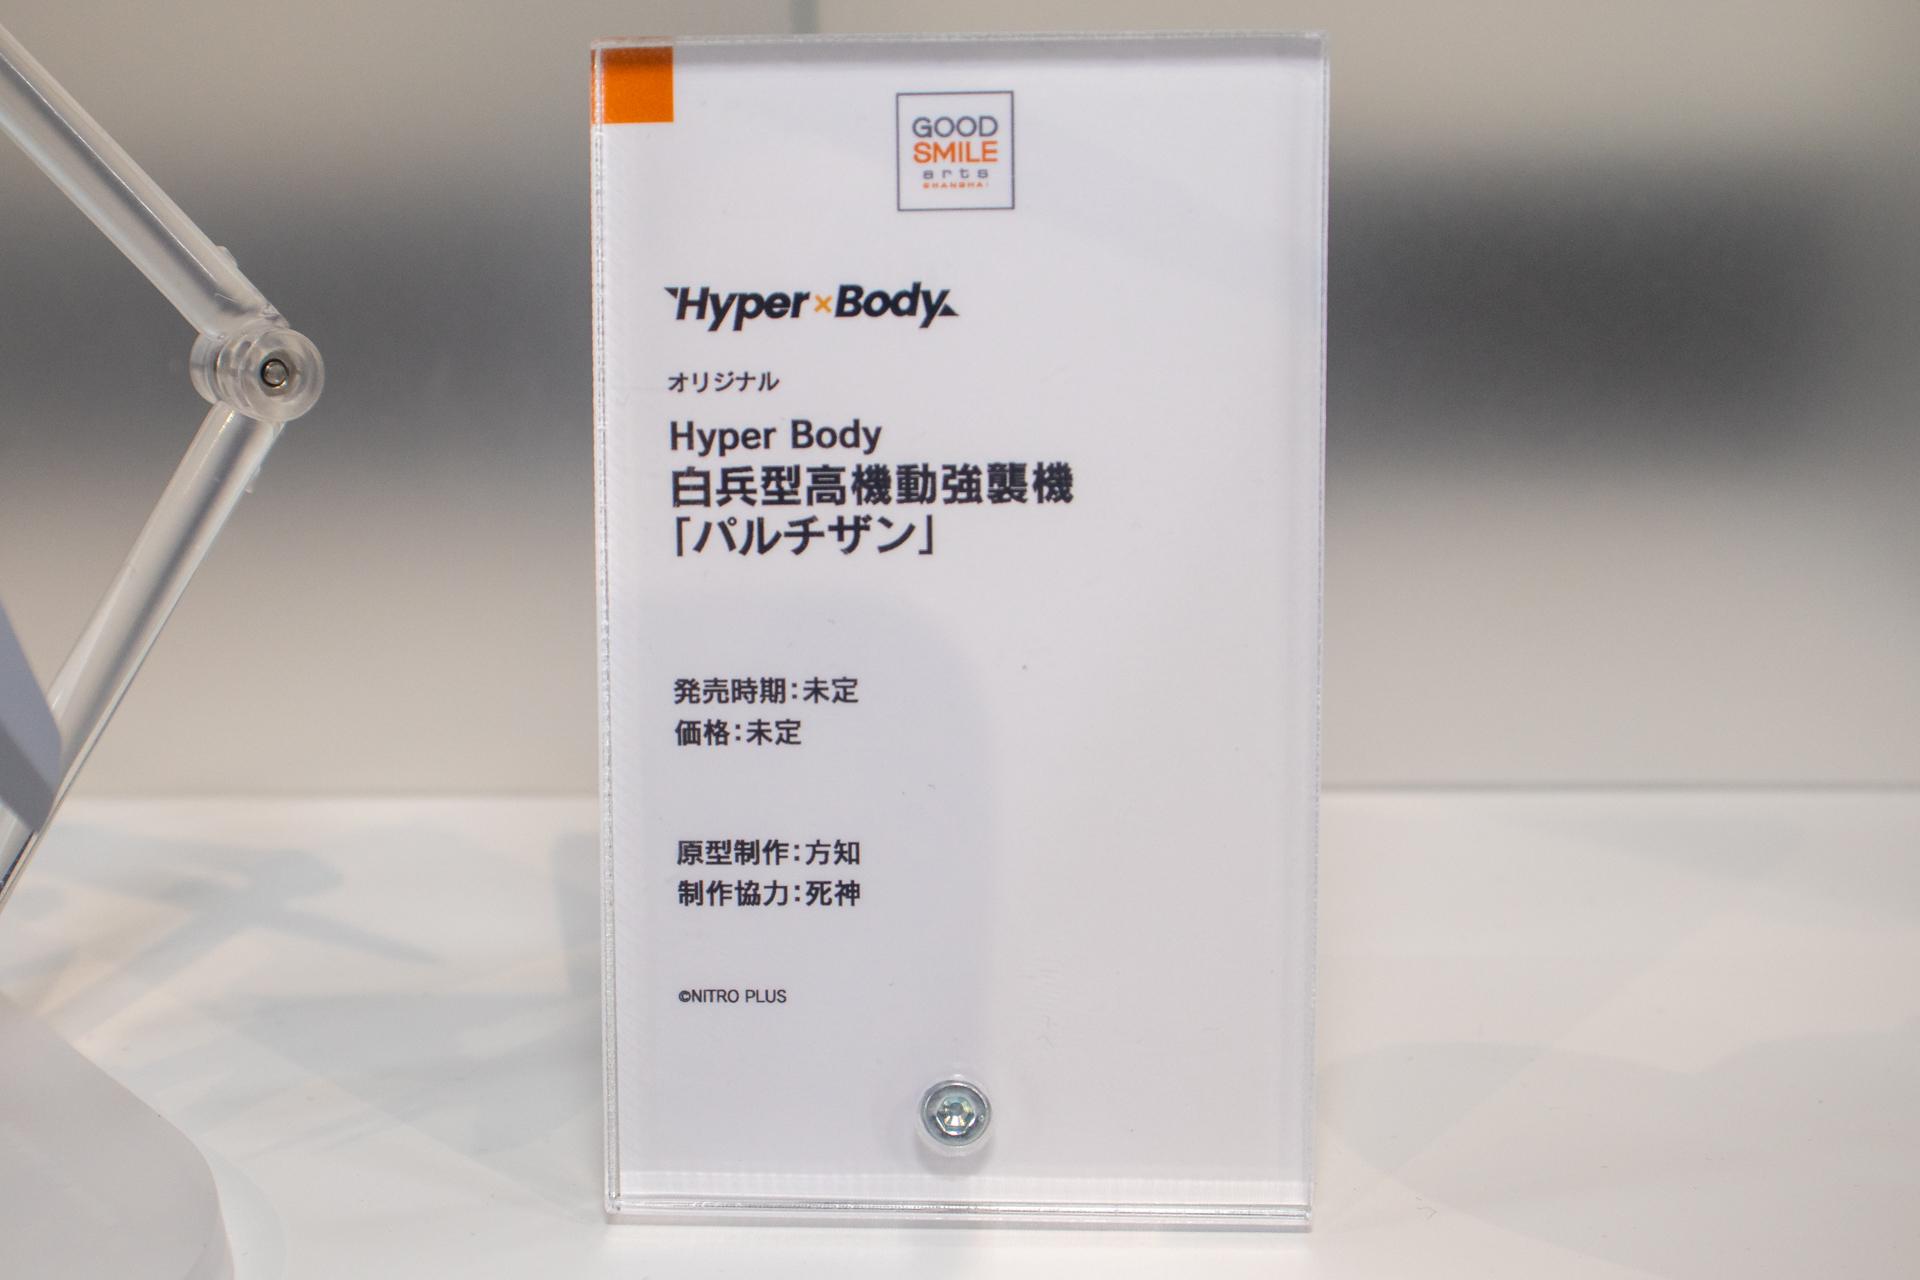 GOOD
SMILE
arts
SHANGHAI
Hyper×Body
オリジナル
Hyper Body
白兵型高機動強襲機
「パルチザン」
発売時期：未定
価格：未定
原型制作：方知
制作協力：死神
©NITRO PLUS